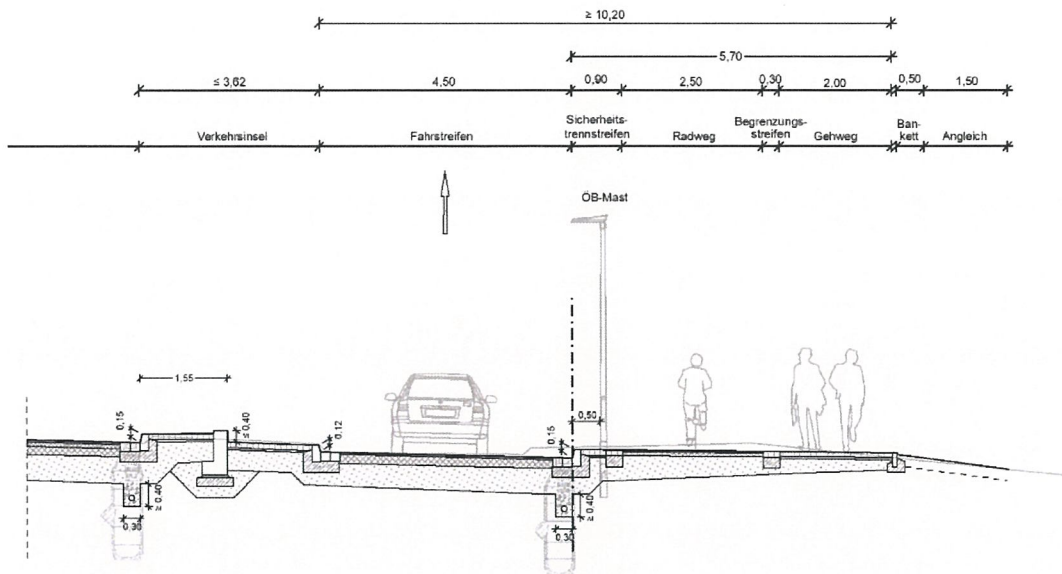 ≥ 10,20
5,70
≤ 3,62
4,50
0,90
2,50
0,30
2,00
0,50
1,50
Verkehrsinsel
Fahrstreifen
Sicherheits-
trennstreifen
Radweg
Begrenzungs-
streifen
Gehweg
Ban-
kett
Angleich
ÖB-Mast
1,55
0,15
≤ 0,40
0,12
0,15
0,50
≥ 0,40
0,30
≥ 0,40
0,30